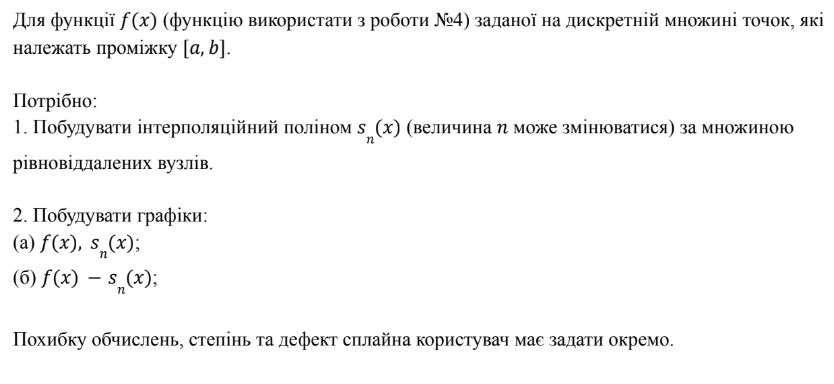 Для функції f(x) (функцію використати з роботи №4) заданої на дискретній множині точок, які
належать проміжку [a, b].
Потрібно:
1. Побудувати інтерполяційний поліном s_n(x) (величина n може змінюватися) за множиною
рівновіддалених вузлів.
2. Побудувати графіки:
(а) f(x), s_n(x);
(б) f(x) − s_n(x);
Похибку обчислень, степінь та дефект сплайна користувач має задати окремо.